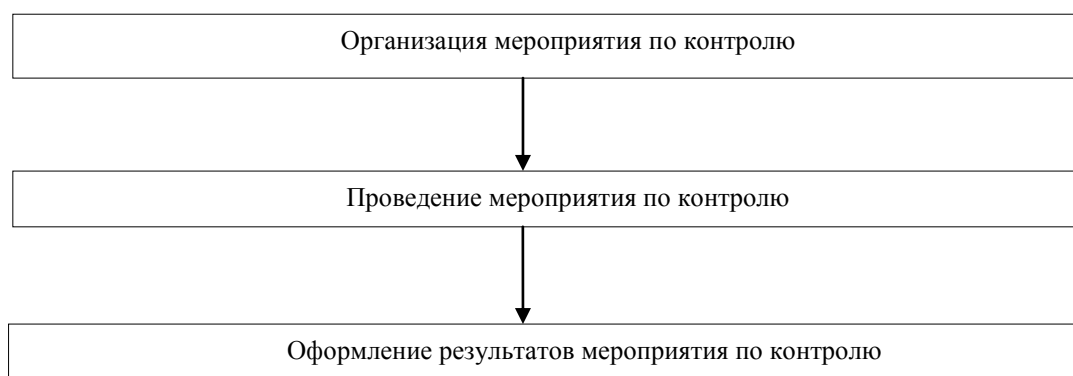 Организация мероприятия по контролю
Проведение мероприятия по контролю
Оформление результатов мероприятия по контролю